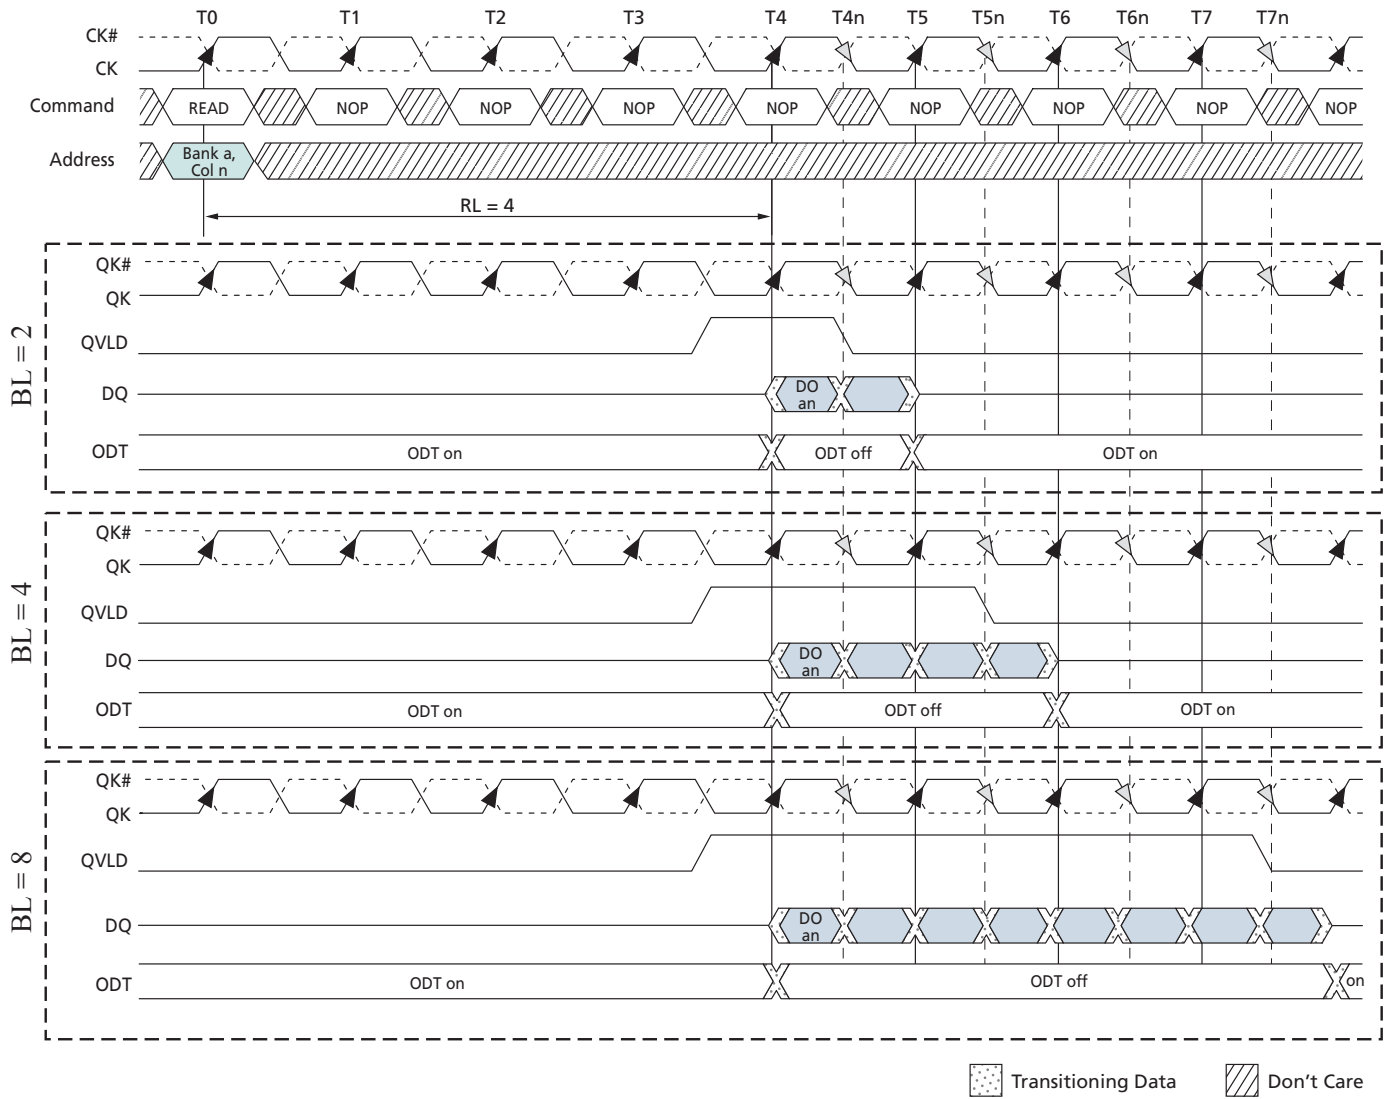 T0 T1 T2 T3 T4 T4n T5 T5n T6 T6n T7 T7n
CK#
CK
Command READ NOP NOP NOP NOP NOP NOP NOP NOP
Address Bank a,
Col n
RL = 4
BL = 2
QK#
QK
QVLD
DQ DO
an
ODT ODT on ODT off ODT on
BL = 4
QK#
QK
QVLD
DQ DO
an
ODT ODT on ODT off ODT on
BL = 8
QK#
QK
QVLD
DQ DO
an
ODT ODT on ODT off on
Transitioning Data Don't Care